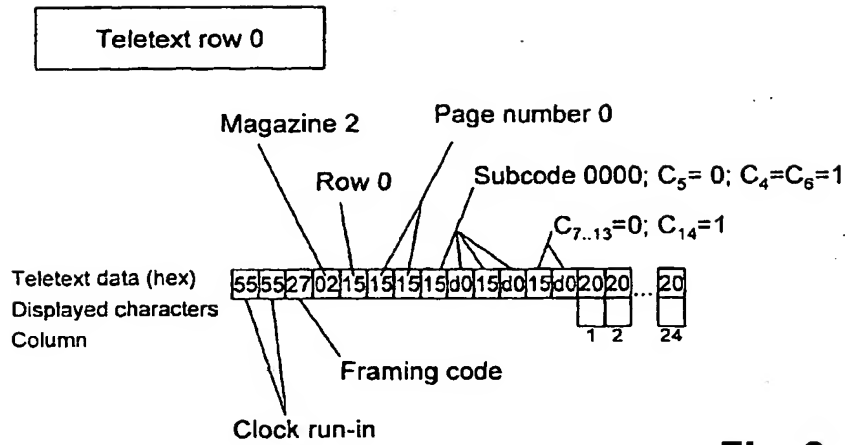 Teletext row 0
Magazine 2
Page number 0
Row 0
Subcode 0000; C5= 0; C4=C6=1
C7..13=0; C14=1
Teletext data (hex) 55 55 27 02 15 15 15 15 d0 15 d0 15 d0 20 20 ... 20
Displayed characters
Column 1 2 24
Framing code
Clock run-in